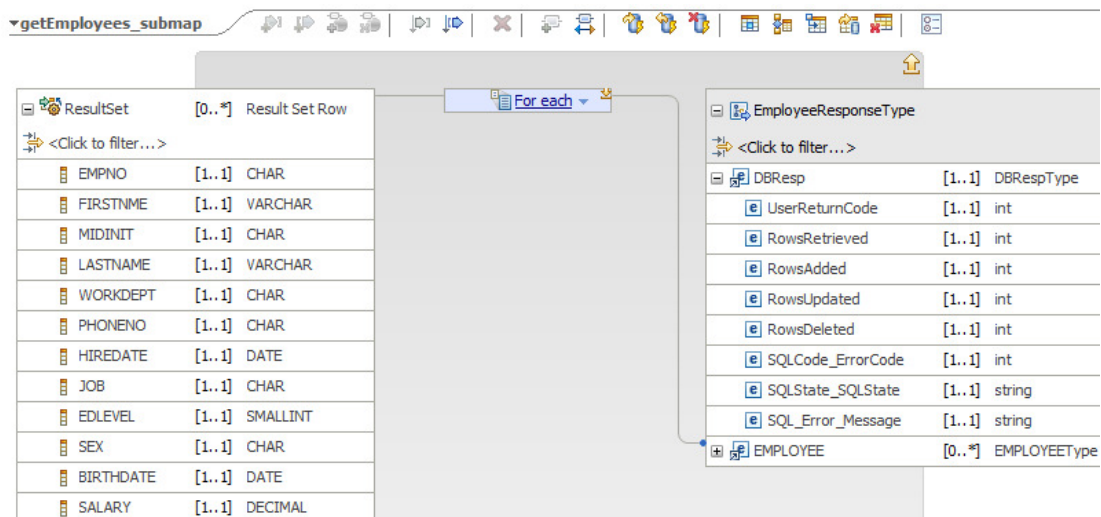 getEmployees_submap
For each
ResultSet [0..*] Result Set Row
<Click to filter...>
EMPNO [1..1] CHAR
FIRSTNME [1..1] VARCHAR
MIDINIT [1..1] CHAR
LASTNAME [1..1] VARCHAR
WORKDEPT [1..1] CHAR
PHONENO [1..1] CHAR
HIREDATE [1..1] DATE
JOB [1..1] CHAR
EDLEVEL [1..1] SMALLINT
SEX [1..1] CHAR
BIRTHDATE [1..1] DATE
SALARY [1..1] DECIMAL
EmployeeResponseType
<Click to filter...>
DBResp [1..1] DBRespType
UserReturnCode [1..1] int
RowsRetrieved [1..1] int
RowsAdded [1..1] int
RowsUpdated [1..1] int
RowsDeleted [1..1] int
SQLCode_ErrorCode [1..1] int
SQLState_SQLState [1..1] string
SQL_Error_Message [1..1] string
EMPLOYEE [0..*] EMPLOYEEType